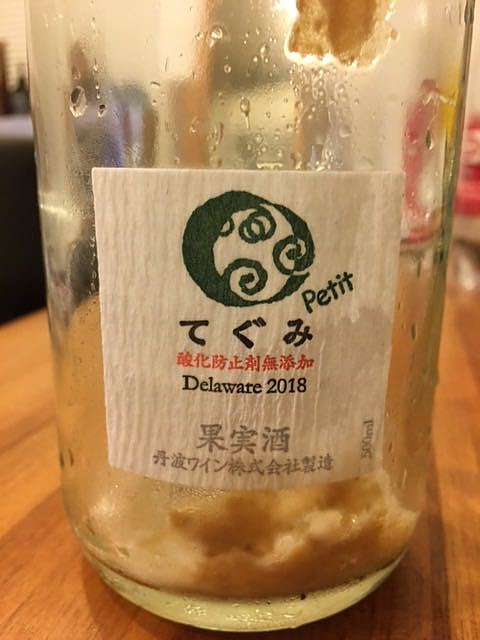 Petit
てぐみ
酸化防止剤無添加
Delaware 2018
果実酒
丹波ワイン株式会社製造